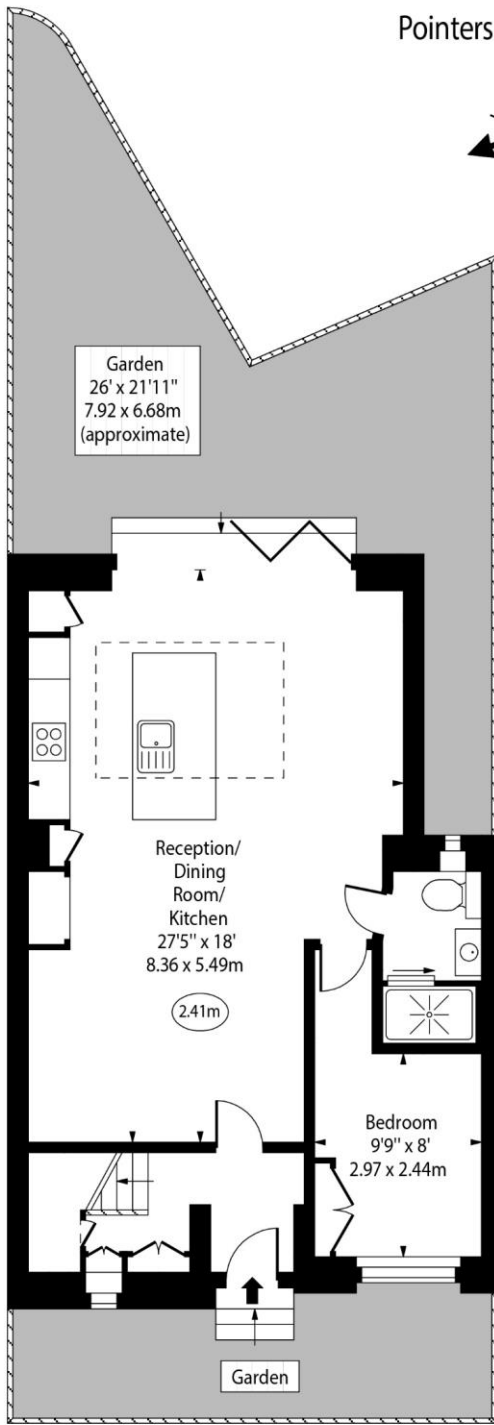 Pointers
Garden
26' x 21'11"
7.92 x 6.68m
(approximate)
Reception/
Dining
Room/
Kitchen
27'5" x 18'
8.36 x 5.49m
2.41m
Bedroom
9'9" x 8'
2.97 x 2.44m
Garden